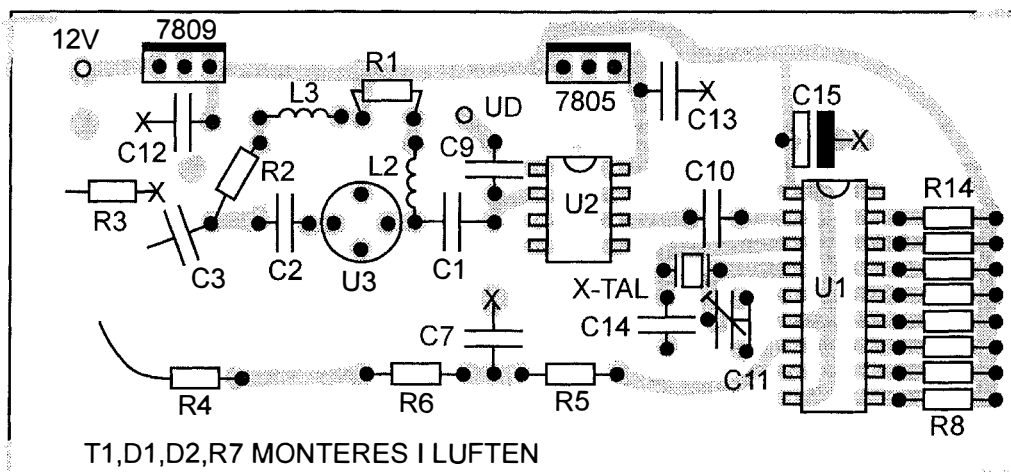 12V
7809
R1
L3
UD
7805
C13
C15
C12
R2
C9
L2
U2
C10
R14
R3
C3
C2
U3
C1
X-TAL
U1
C14
C7
C11
R4
R6
R5
R8
T1,D1,D2,R7 MONTERES I LUFTEN